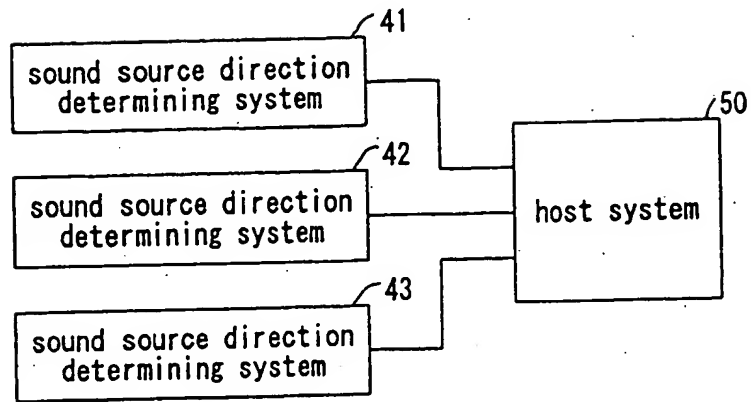 41
sound source direction
determining system
42
sound source direction
determining system
43
sound source direction
determining system
50
host system